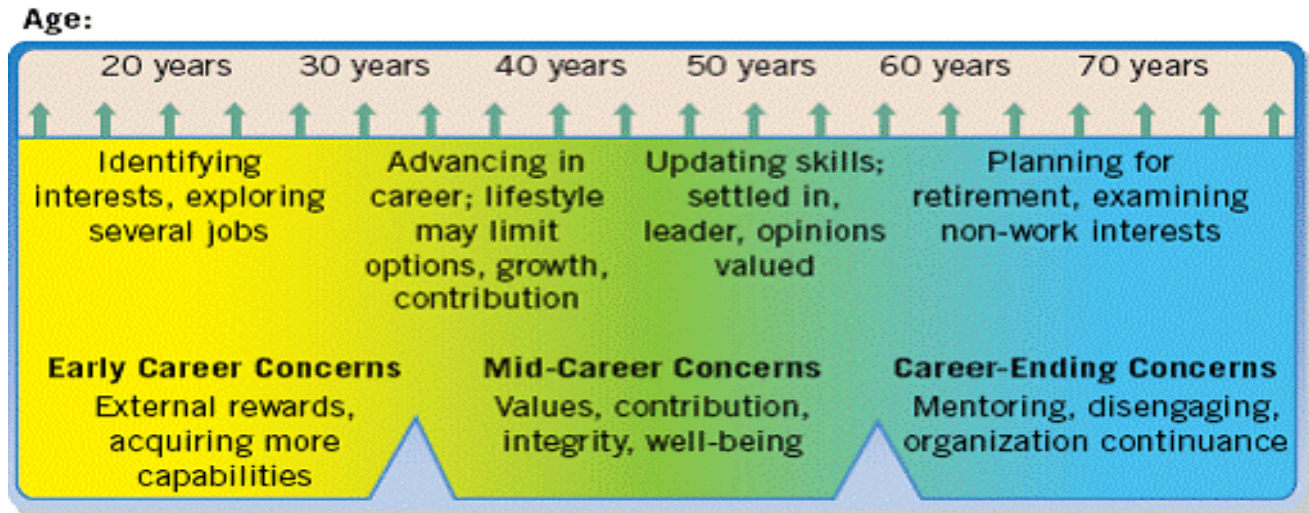 Age:
20 years 30 years 40 years 50 years 60 years 70 years
Identifying
interests, exploring
several jobs
Advancing in
career; lifestyle
may limit
options, growth,
contribution
Updating skills;
settled in,
leader, opinions
valued
Planning for
retirement, examining
non-work interests
Early Career Concerns
External rewards,
acquiring more
capabilities
Mid-Career Concerns
Values, contribution,
integrity, well-being
Career-Ending Concerns
Mentoring, disengaging,
organization continuance